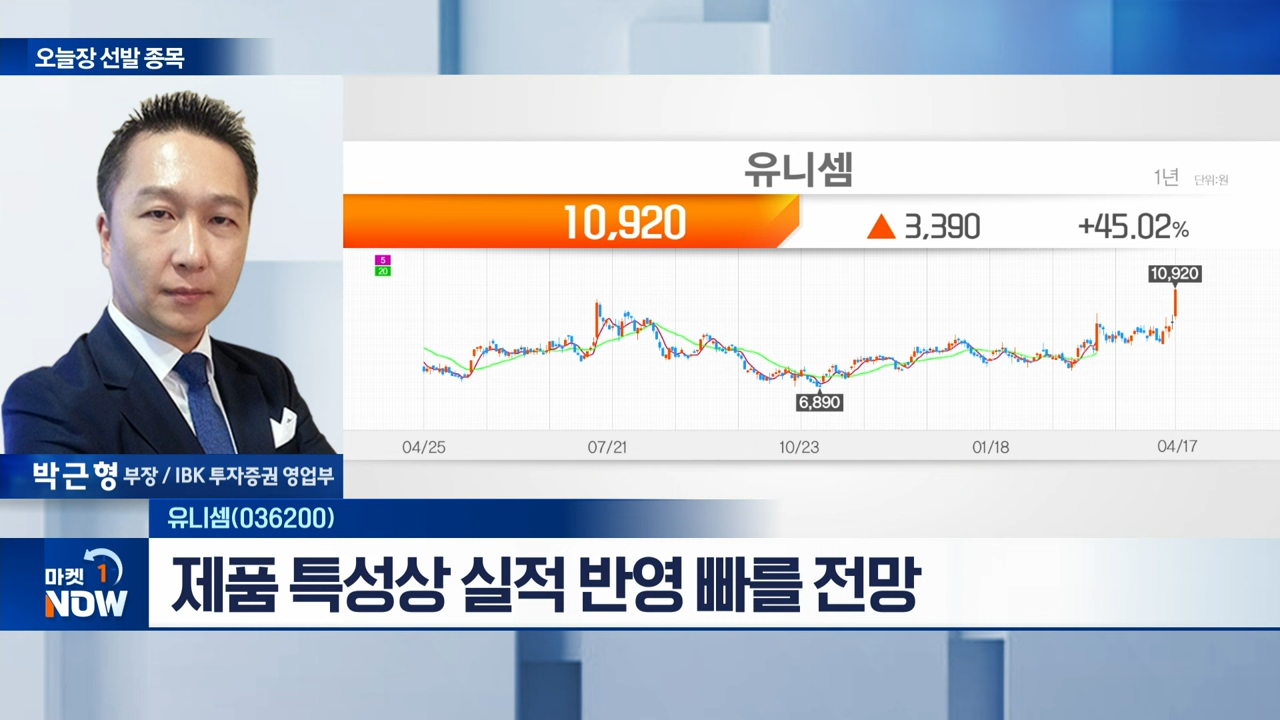 오늘장 선발 종목
유니셈
1년 단위:원
10,920 ▲ 3,390 +45.02%
5
20
10,920
6,890
04/25 07/21 10/23 01/18 04/17
박근형 부장 / IBK 투자증권 영업부
유니셈(036200)
마켓 1
NOW
제품 특성상 실적 반영 빠를 전망